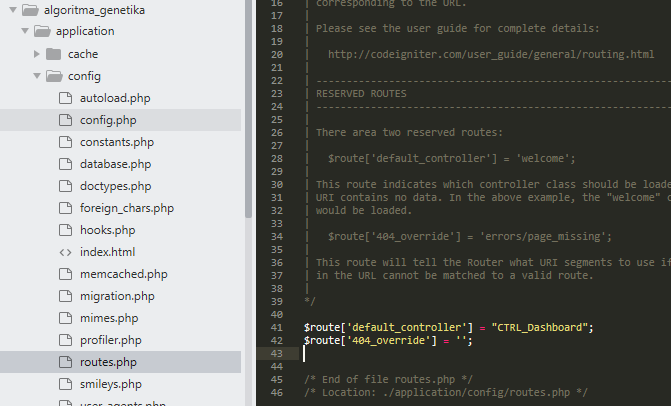 algoritma_genetika
application
cache
config
autoload.php
config.php
constants.php
database.php
doctypes.php
foreign_chars.php
hooks.php
index.html
memcached.php
migration.php
mimes.php
profiler.php
routes.php
smileys.php
user_agents.php
16 | corresponding to the URL.
17 |
18 | Please see the user guide for complete details:
19 |
20 | http://codeigniter.com/user_guide/general/routing.html
21 |
22 | -------------------------------------------------------
23 | RESERVED ROUTES
24 | -------------------------------------------------------
25 |
26 | There area two reserved routes:
27 |
28 | $route['default_controller'] = 'welcome';
29 |
30 | This route indicates which controller class should be loade
31 | URI contains no data. In the above example, the "welcome" c
32 | would be loaded.
33 |
34 | $route['404_override'] = 'errors/page_missing';
35 |
36 | This route will tell the Router what URI segments to use if
37 | in the URL cannot be matched to a valid route.
38 |
39 */
40
41 $route['default_controller'] = "CTRL_Dashboard";
42 $route['404_override'] = '';
43
44
45 /* End of file routes.php */
46 /* Location: ./application/config/routes.php */